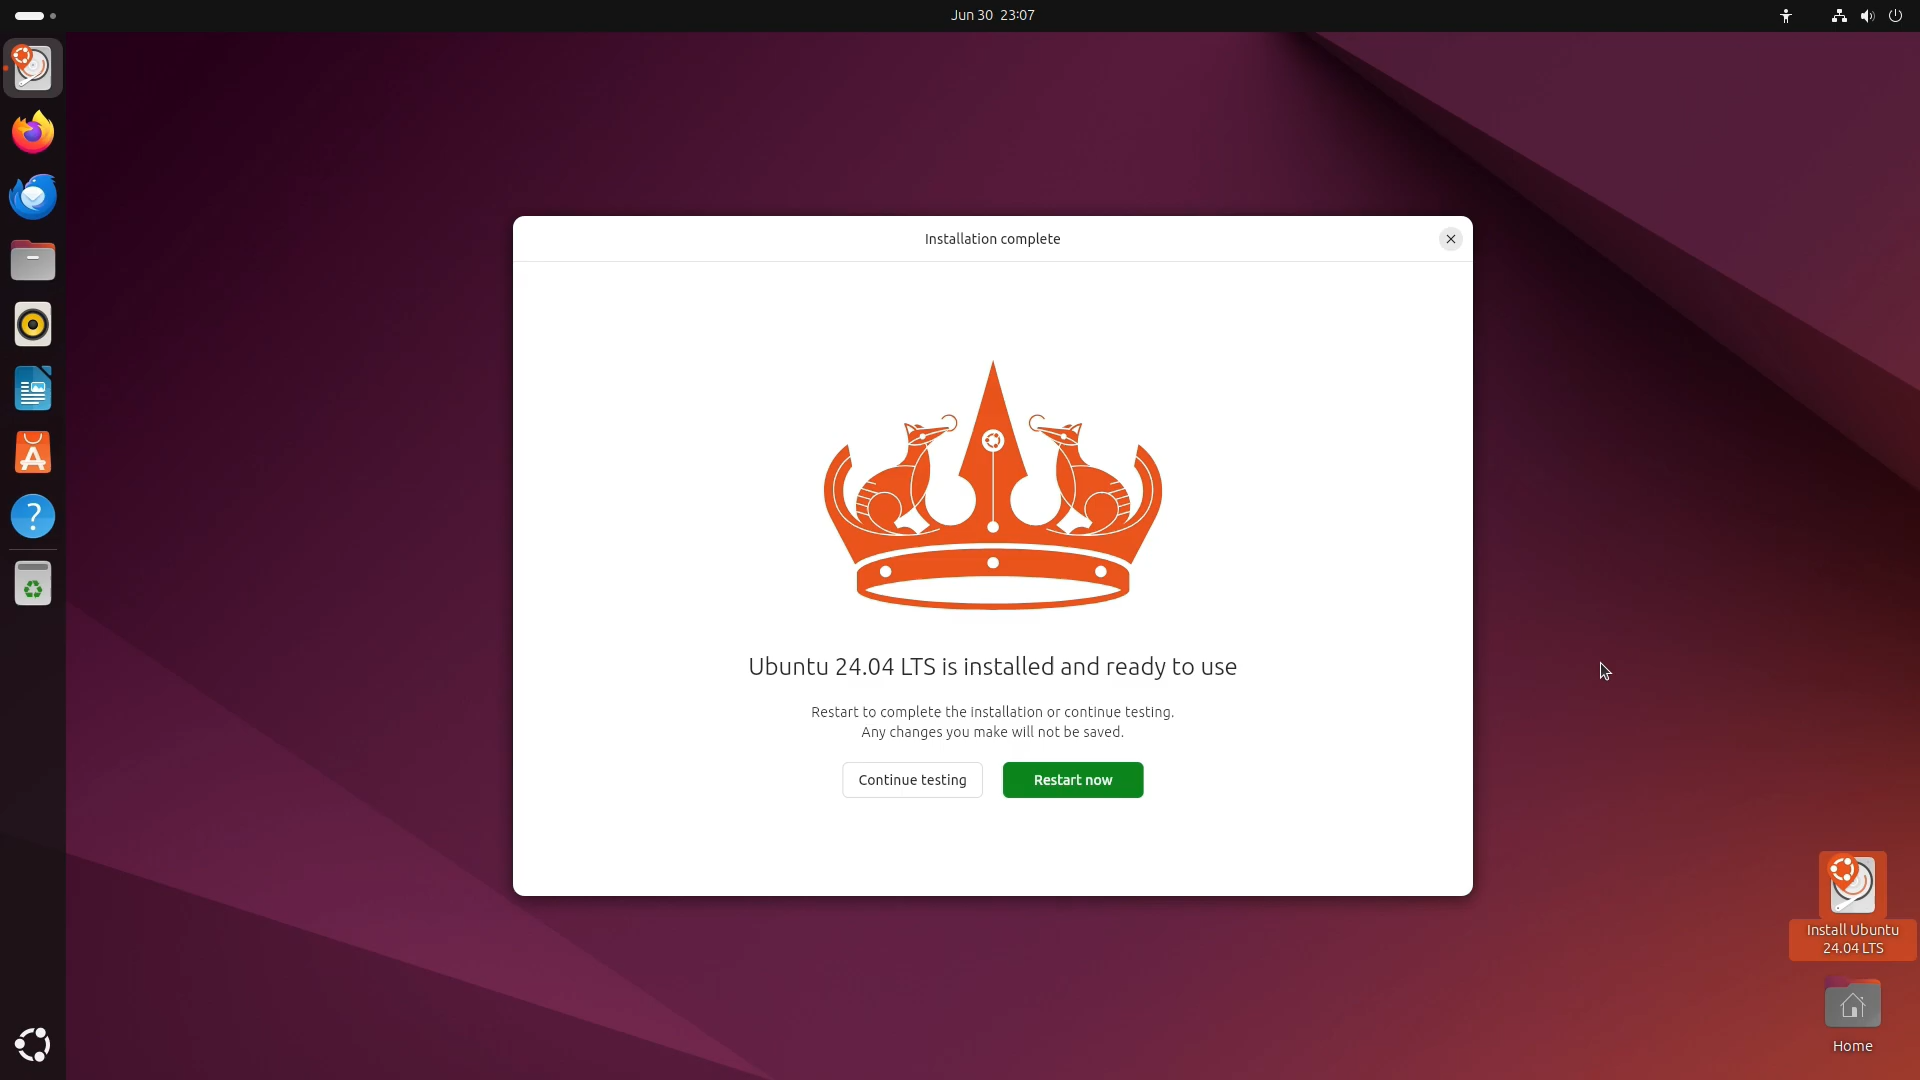 Jun 30 23:07
Installation complete
Ubuntu 24.04 LTS is installed and ready to use
Restart to complete the installation or continue testing.
Any changes you make will not be saved.
Continue testing
Restart now
Install Ubuntu
24.04 LTS
Home